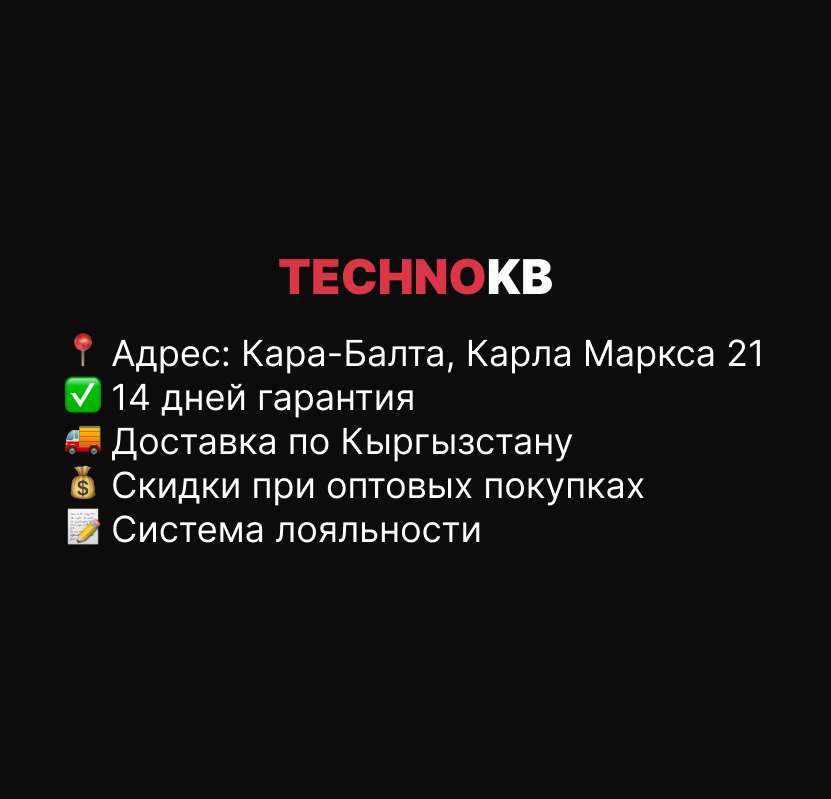 TECHNOKB
📍 Адрес: Кара-Балта, Карла Маркса 21
✅ 14 дней гарантия
🚚 Доставка по Кыргызстану
💰 Скидки при оптовых покупках
📝 Система лояльности